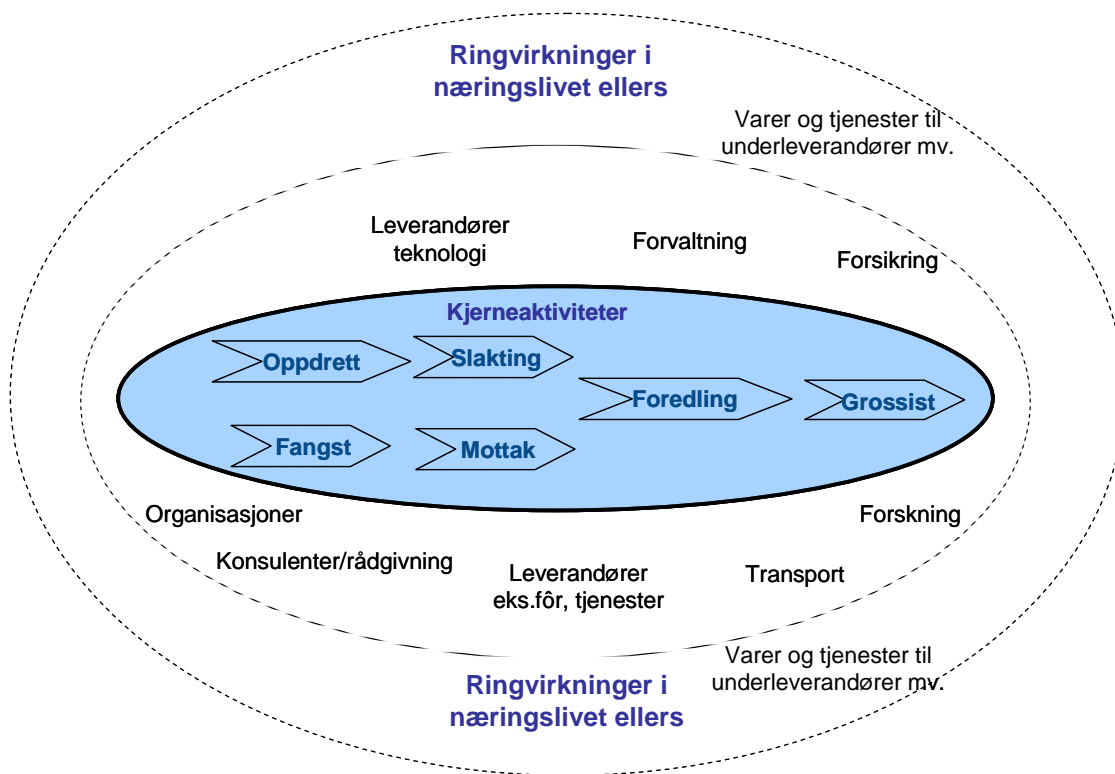 Ringvirkninger i
næringslivet ellers
Varer og tjenester til
underleverandører mv.
Leverandører
teknologi
Forvaltning
Forsikring
Kjerneaktiviteter
Oppdrett
Slakting
Foredling
Grossist
Fangst
Mottak
Organisasjoner
Forskning
Konsulenter/rådgivning
Leverandører
eks.fôr, tjenester
Transport
Varer og tjenester til
underleverandører mv.
Ringvirkninger i
næringslivet ellers